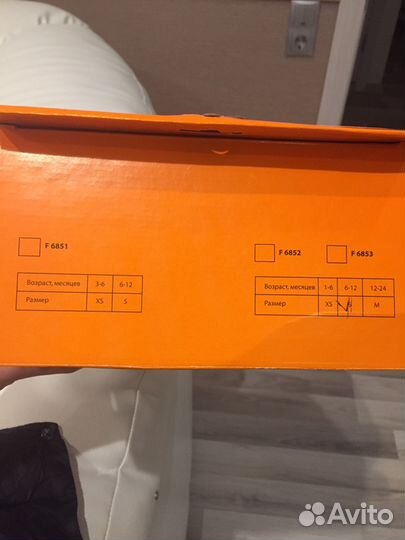 F 6851
Возраст, месяцев 3-6 6-12
Размер XS S
F 6852 F 6853
Возраст, месяцев 1-6 6-12 12-24
Размер XS M
Avito